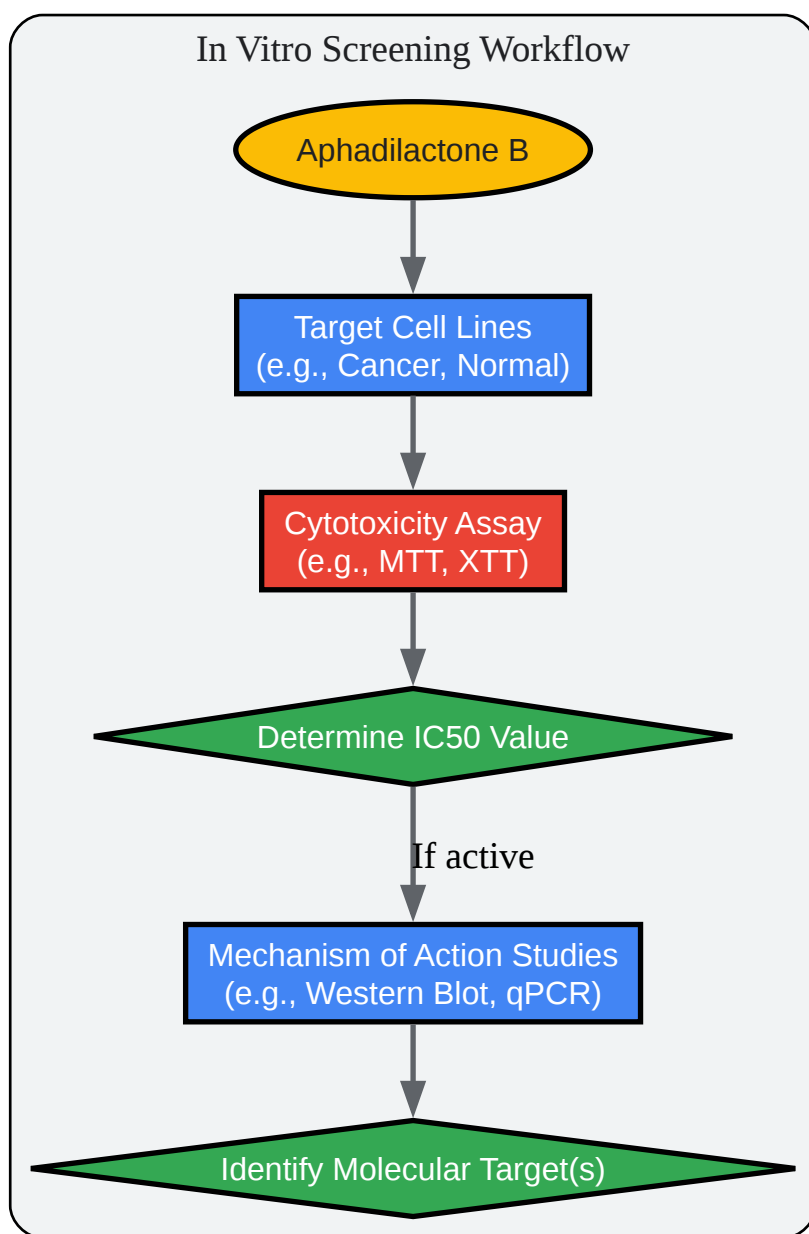 In Vitro Screening Workflow
Aphadilactone B
Target Cell Lines
(e.g., Cancer, Normal)
Cytotoxicity Assay
(e.g., MTT, XTT)
Determine IC50 Value
If active
Mechanism of Action Studies
(e.g., Western Blot, qPCR)
Identify Molecular Target(s)